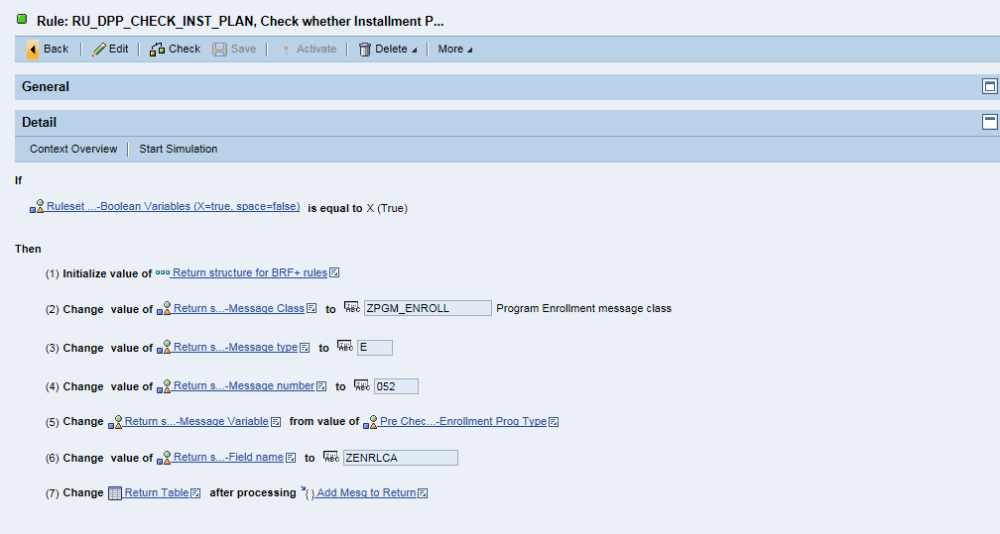 Rule: RU_DPP_CHECK_INST_PLAN, Check whether Installment P...
Back Edit Check Save Activate Delete More
General
Detail
Context Overview Start Simulation
If
Ruleset ...-Boolean Variables (X=true, space=false) is equal to X (True)
Then
(1) Initialize value of Return structure for BRF+ rules
(2) Change value of Return s...-Message Class to ZPGM_ENROLL Program Enrollment message class
(3) Change value of Return s...-Message type to E
(4) Change value of Return s...-Message number to 052
(5) Change Return s...-Message Variable from value of Pre Chec...-Enrollment Prog Type
(6) Change value of Return s...-Field name to ZENRLCA
(7) Change Return Table after processing Add Mesg to Return